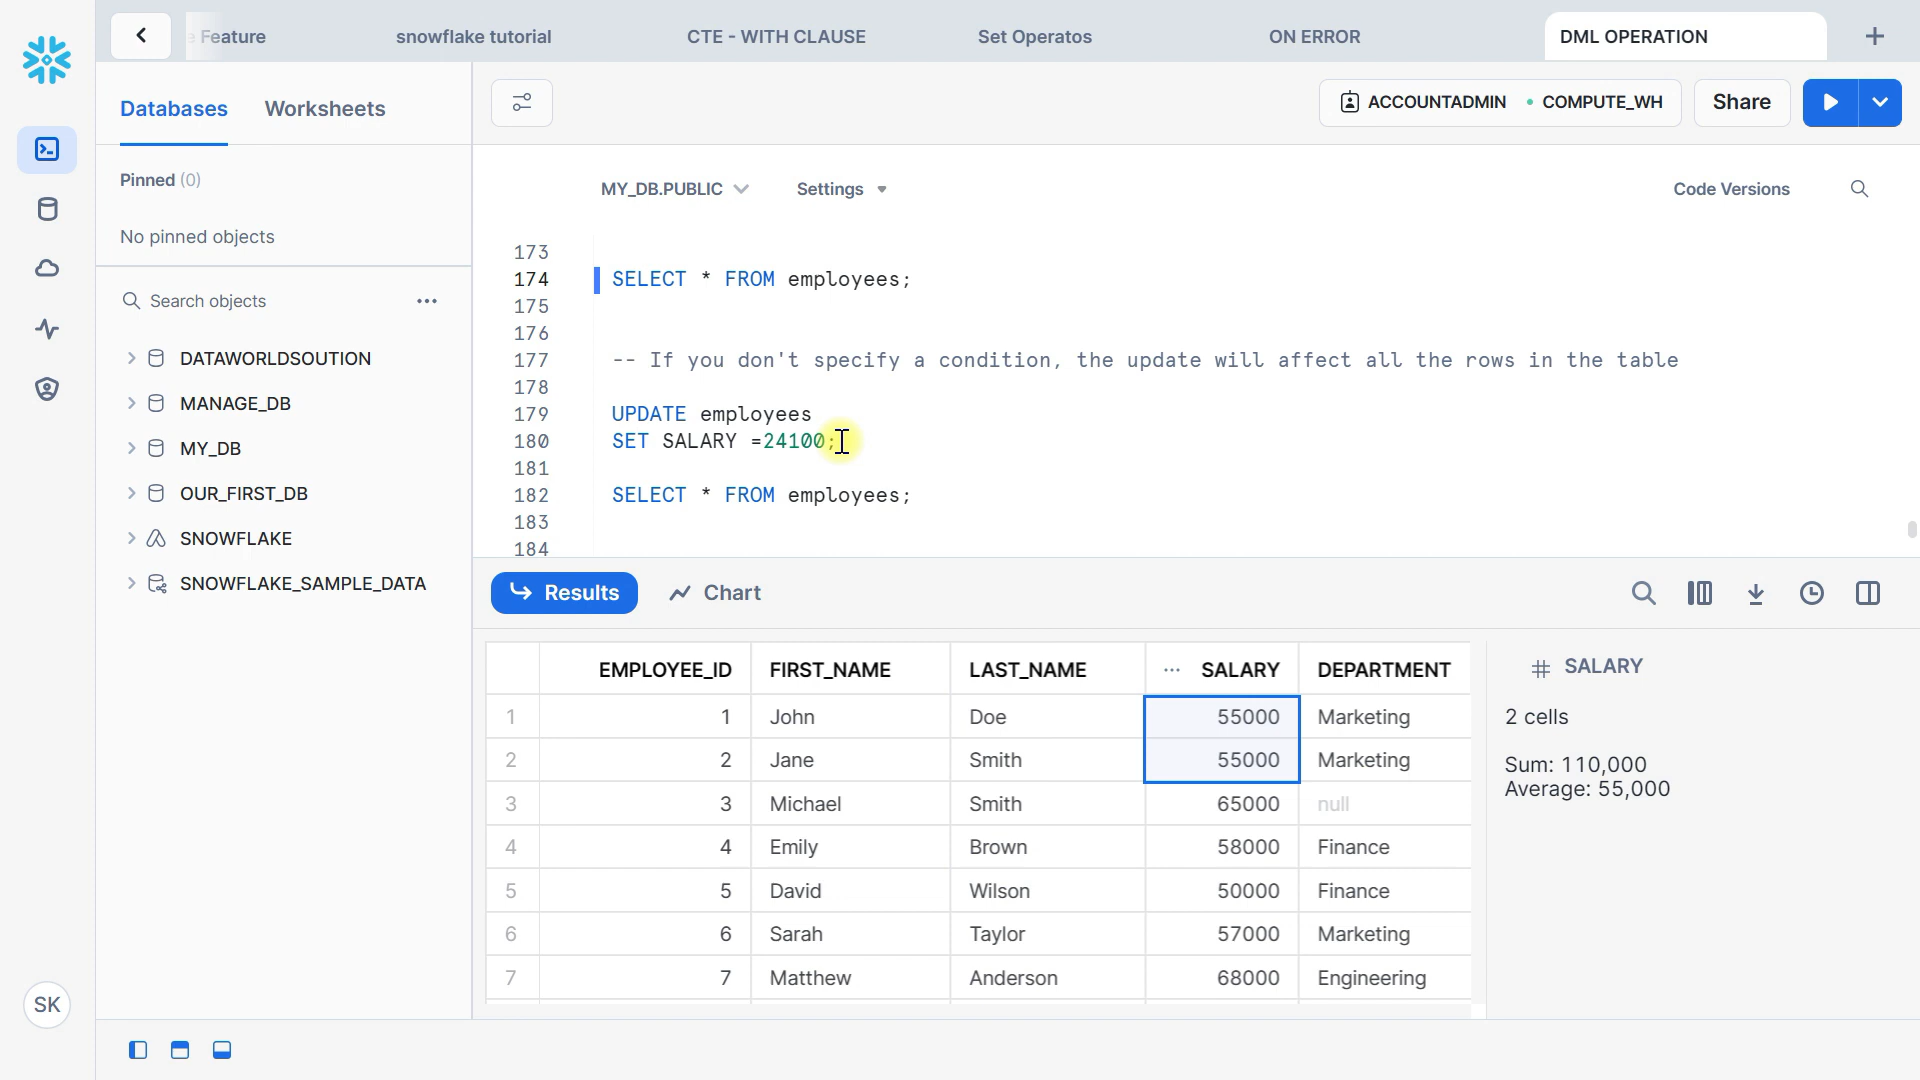 e Feature
snowflake tutorial
CTE - WITH CLAUSE
Set Operatos
ON ERROR
DML OPERATION
Databases
Worksheets
ACCOUNTADMIN
COMPUTE_WH
Share
Pinned (0)
No pinned objects
Search objects
DATAWORLDSOUTION
MANAGE_DB
MY_DB
OUR_FIRST_DB
SNOWFLAKE
SNOWFLAKE_SAMPLE_DATA
SK
MY_DB.PUBLIC
Settings
Code Versions
173
174 SELECT * FROM employees;
175
176
177 -- If you don't specify a condition, the update will affect all the rows in the table
178
179 UPDATE employees
180 SET SALARY =24100;
181
182 SELECT * FROM employees;
183
184
Results
Chart
EMPLOYEE_ID FIRST_NAME LAST_NAME ... SALARY DEPARTMENT
1 1 John Doe 55000 Marketing
2 2 Jane Smith 55000 Marketing
3 3 Michael Smith 65000 null
4 4 Emily Brown 58000 Finance
5 5 David Wilson 50000 Finance
6 6 Sarah Taylor 57000 Marketing
7 7 Matthew Anderson 68000 Engineering
# SALARY
2 cells
Sum: 110,000
Average: 55,000